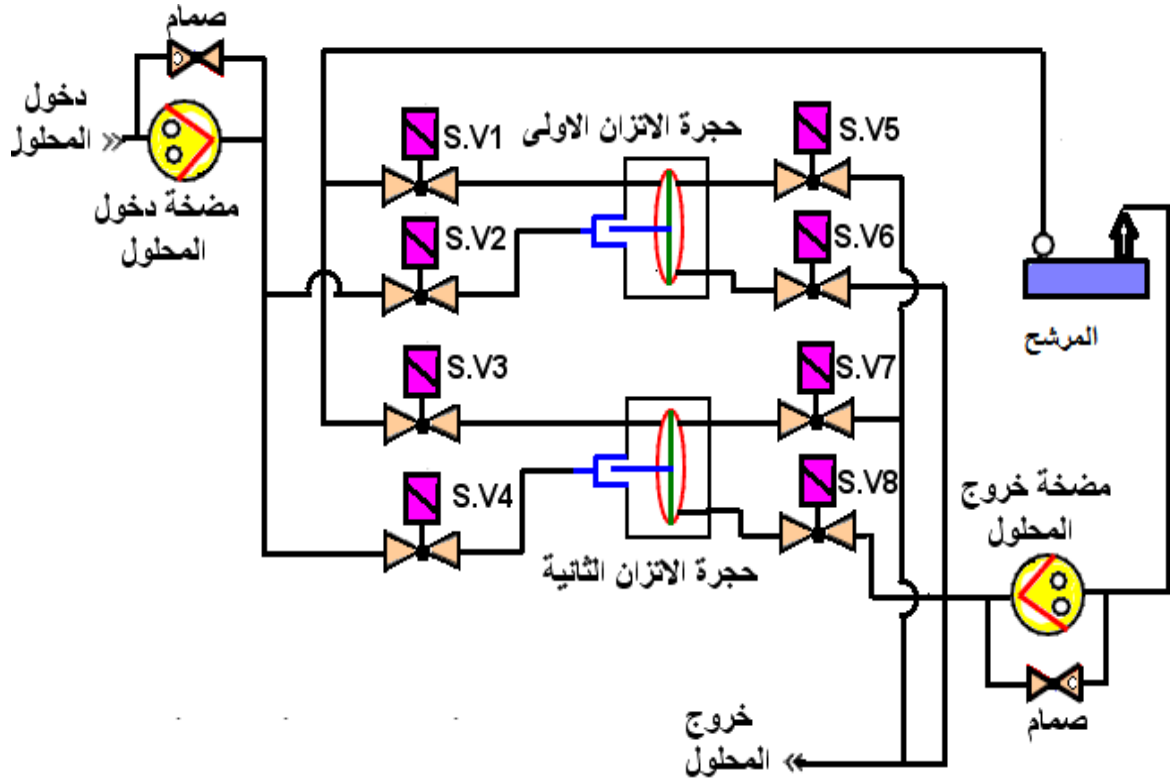 صمام
دخول
المحلول
مضخة دخول
المحلول
S.V1
حجرة الاتزان الاولى
S.V5
S.V2
S.V6
المرشح
S.V3
S.V7
S.V4
S.V8
حجرة الاتزان الثانية
مضخة خروج
المحلول
صمام
خروج
المحلول